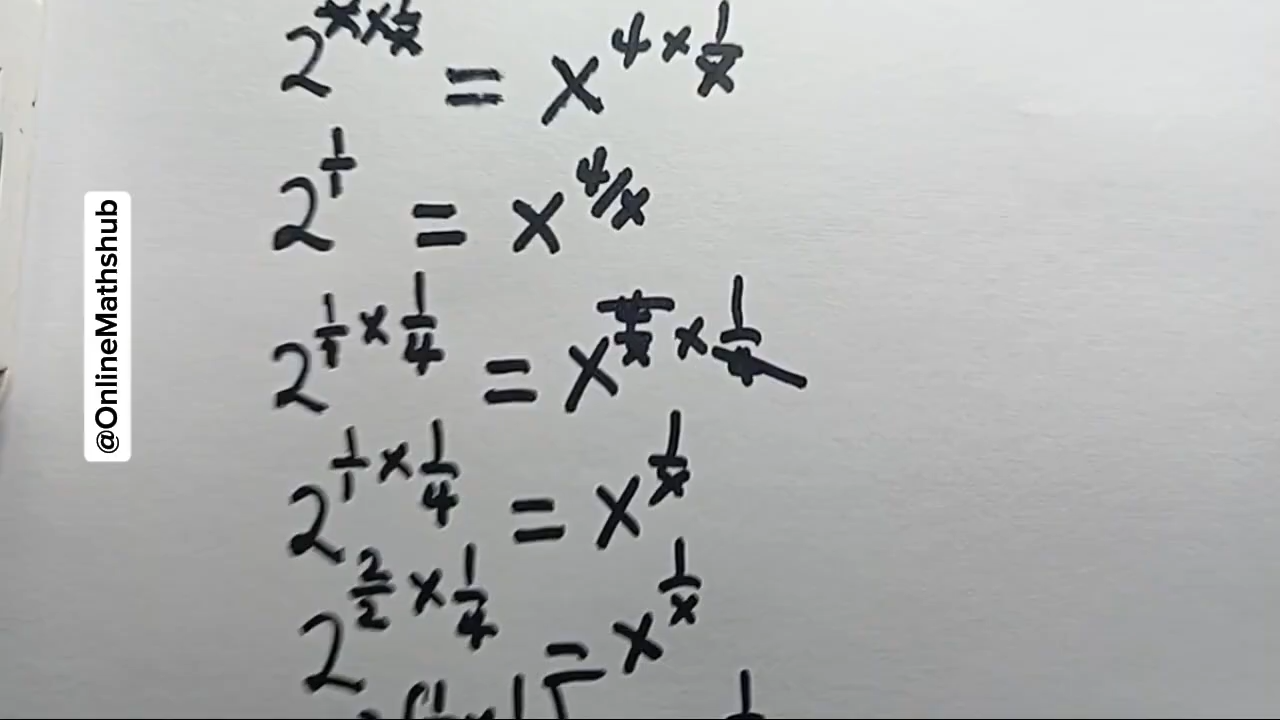 2^{x × 1/x} = x^{4 × 1/x}
2^{1/1} = x^{4/x}
2^{1/1 × 1/4} = x^{4/x × 1/4}
2^{1/1 × 1/4} = x^{1/x}
2^{2/2 × 1/4} = x^{1/x}
@OnlineMathshub